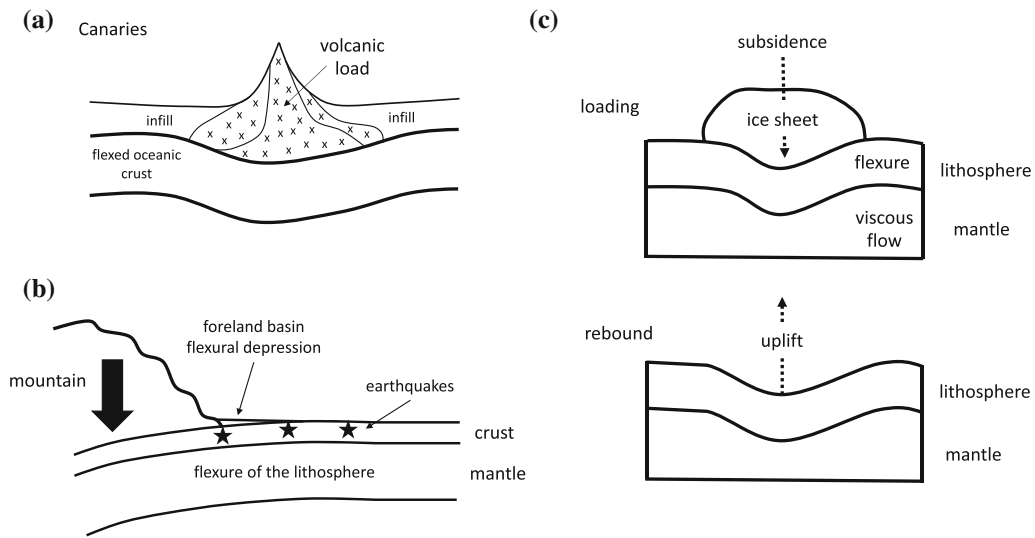 (a)
Canaries
volcanic
load
infill
infill
flexed oceanic
crust
(b)
foreland basin
flexural depression
mountain
earthquakes
crust
flexure of the lithosphere
mantle
(c)
subsidence
loading
ice sheet
flexure
lithosphere
viscous
flow
mantle
rebound
uplift
lithosphere
mantle